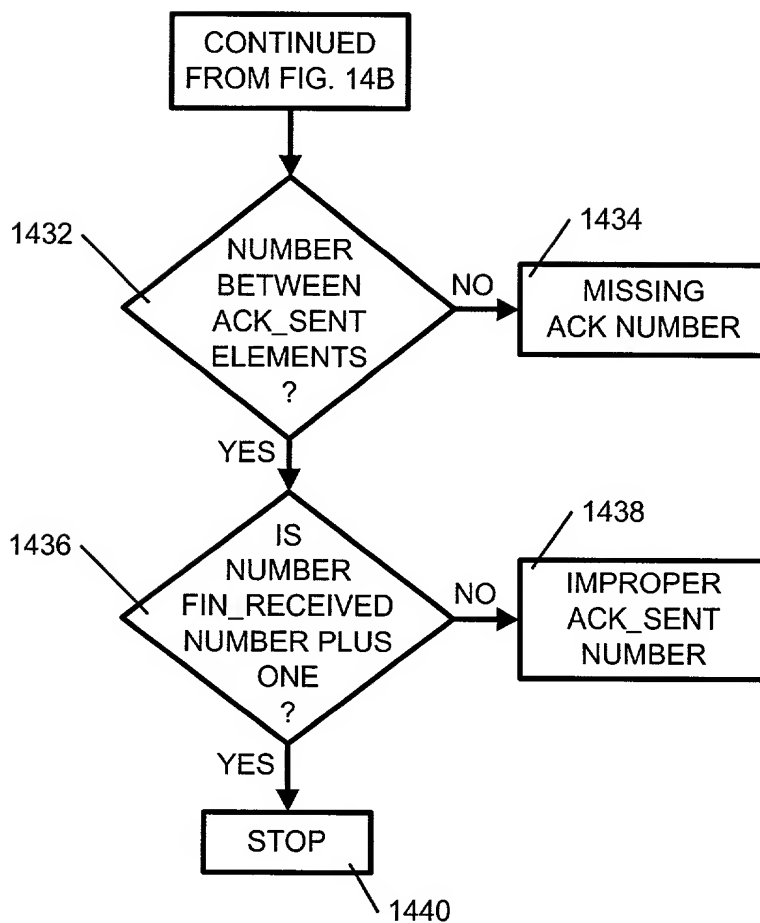 CONTINUED
FROM FIG. 14B
1432
NUMBER
BETWEEN
ACK_SENT
ELEMENTS
?
NO
1434
MISSING
ACK NUMBER
YES
1436
IS
NUMBER
FIN_RECEIVED
NUMBER PLUS
ONE
?
NO
1438
IMPROPER
ACK_SENT
NUMBER
YES
STOP
1440